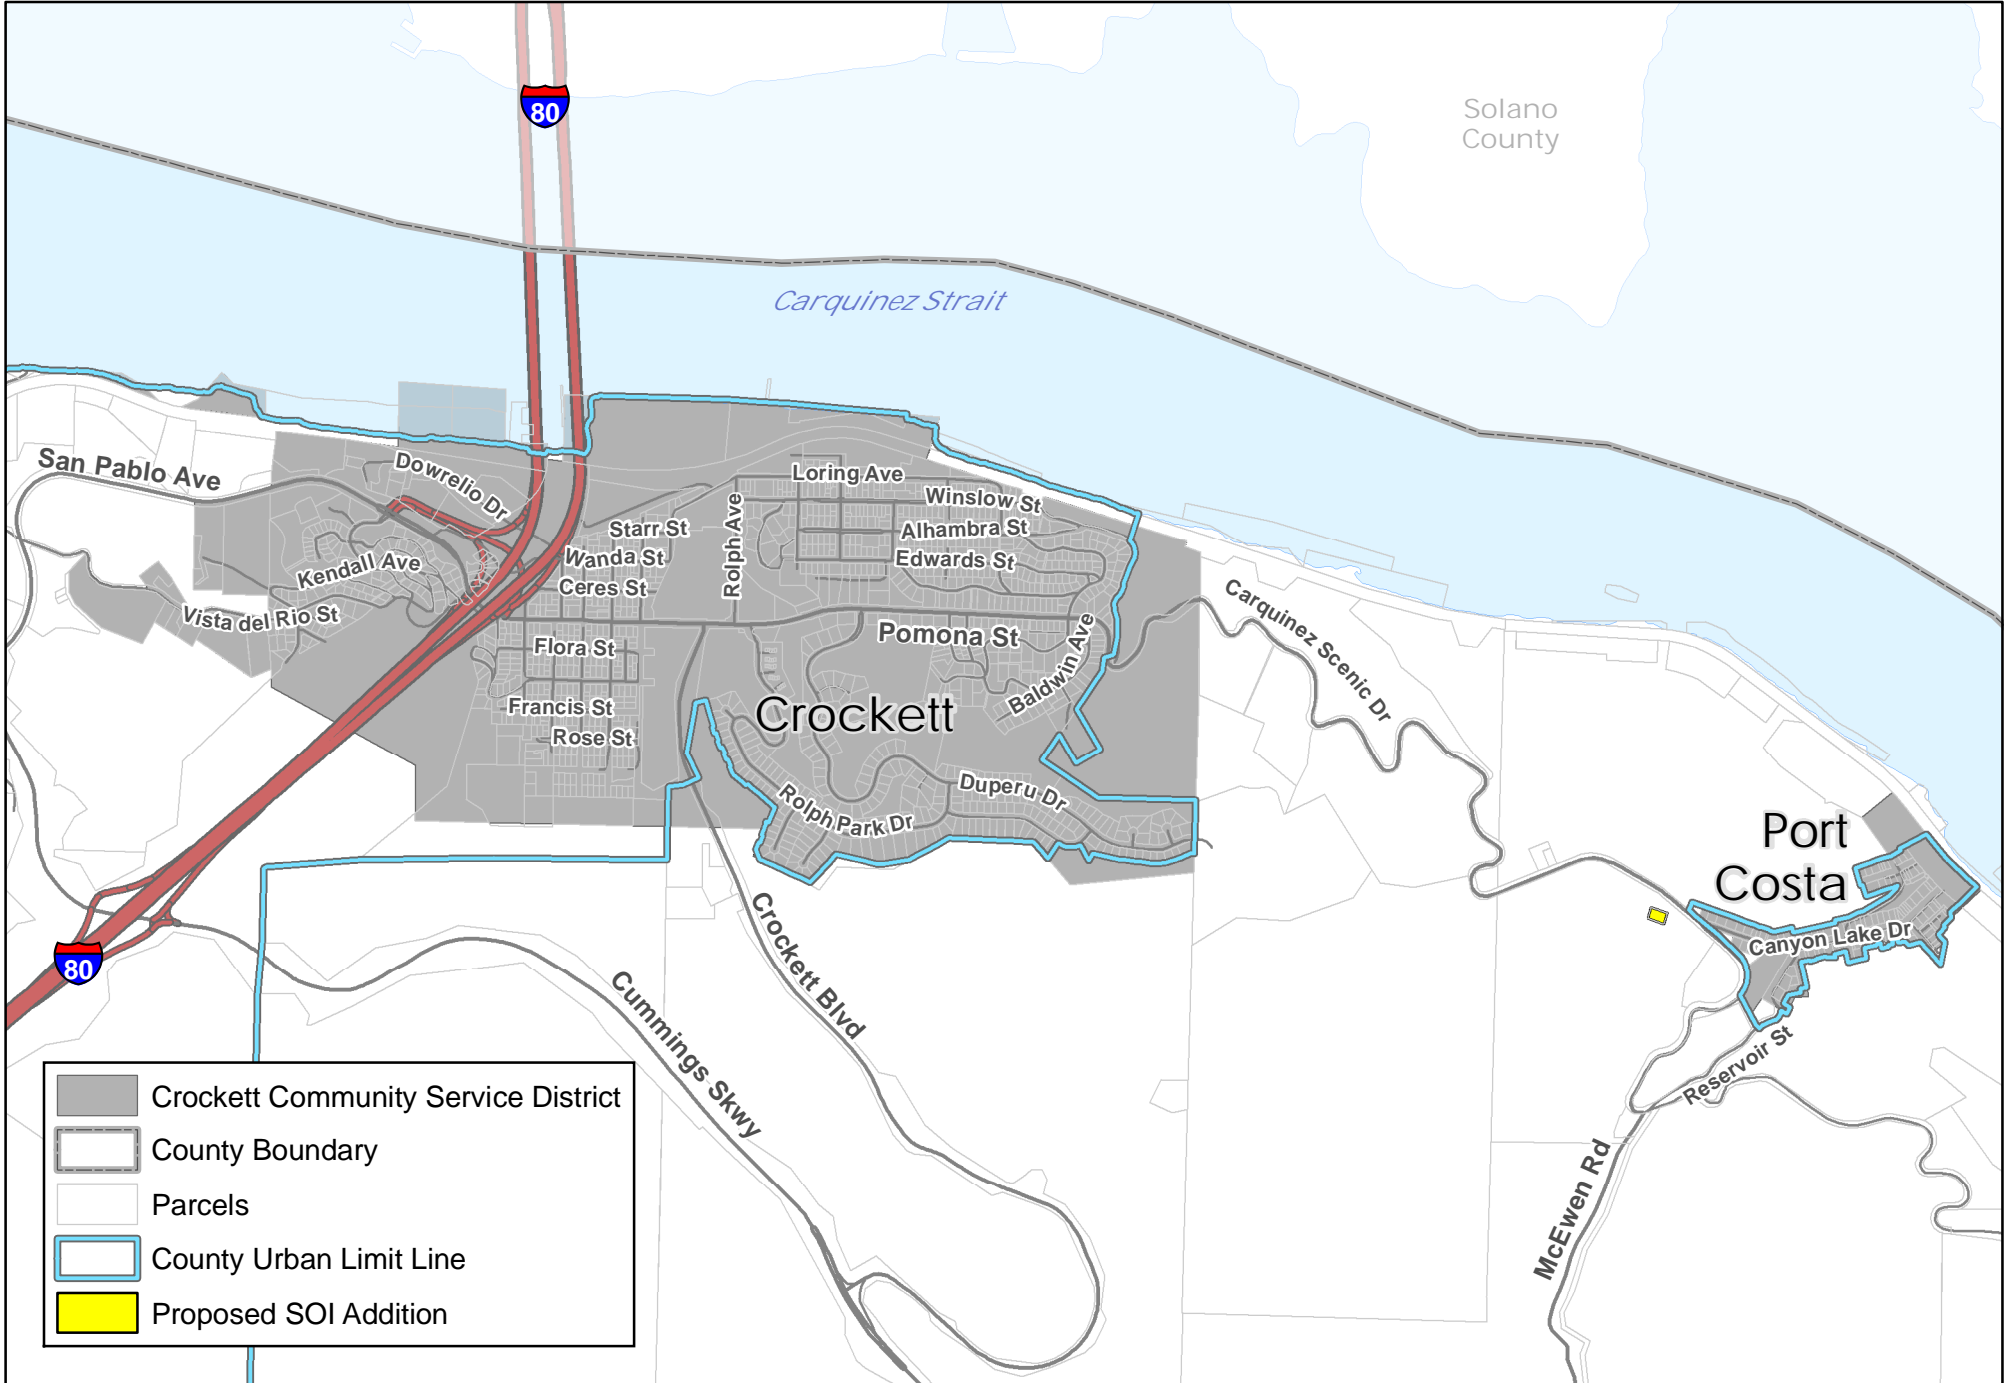 80
Solano
County
Carquinez Strait
San Pablo Ave
Dowrelio Dr
Loring Ave
Winslow St
Rolph Ave
Starr St
Alhambra St
Wanda St
Edwards St
Kendall Ave
Ceres St
Vista del Rio St
Carquinez Scenic Dr
Pomona St
Flora St
Baldwin Ave
Francis St
Crockett
Rose St
Duperu Dr
Rolph Park Dr
Port
Costa
Canyon Lake Dr
80
Crockett Blvd
Cummings Skwy
Reservoir St
McEwen Rd
Crockett Community Service District
County Boundary
Parcels
County Urban Limit Line
Proposed SOI Addition